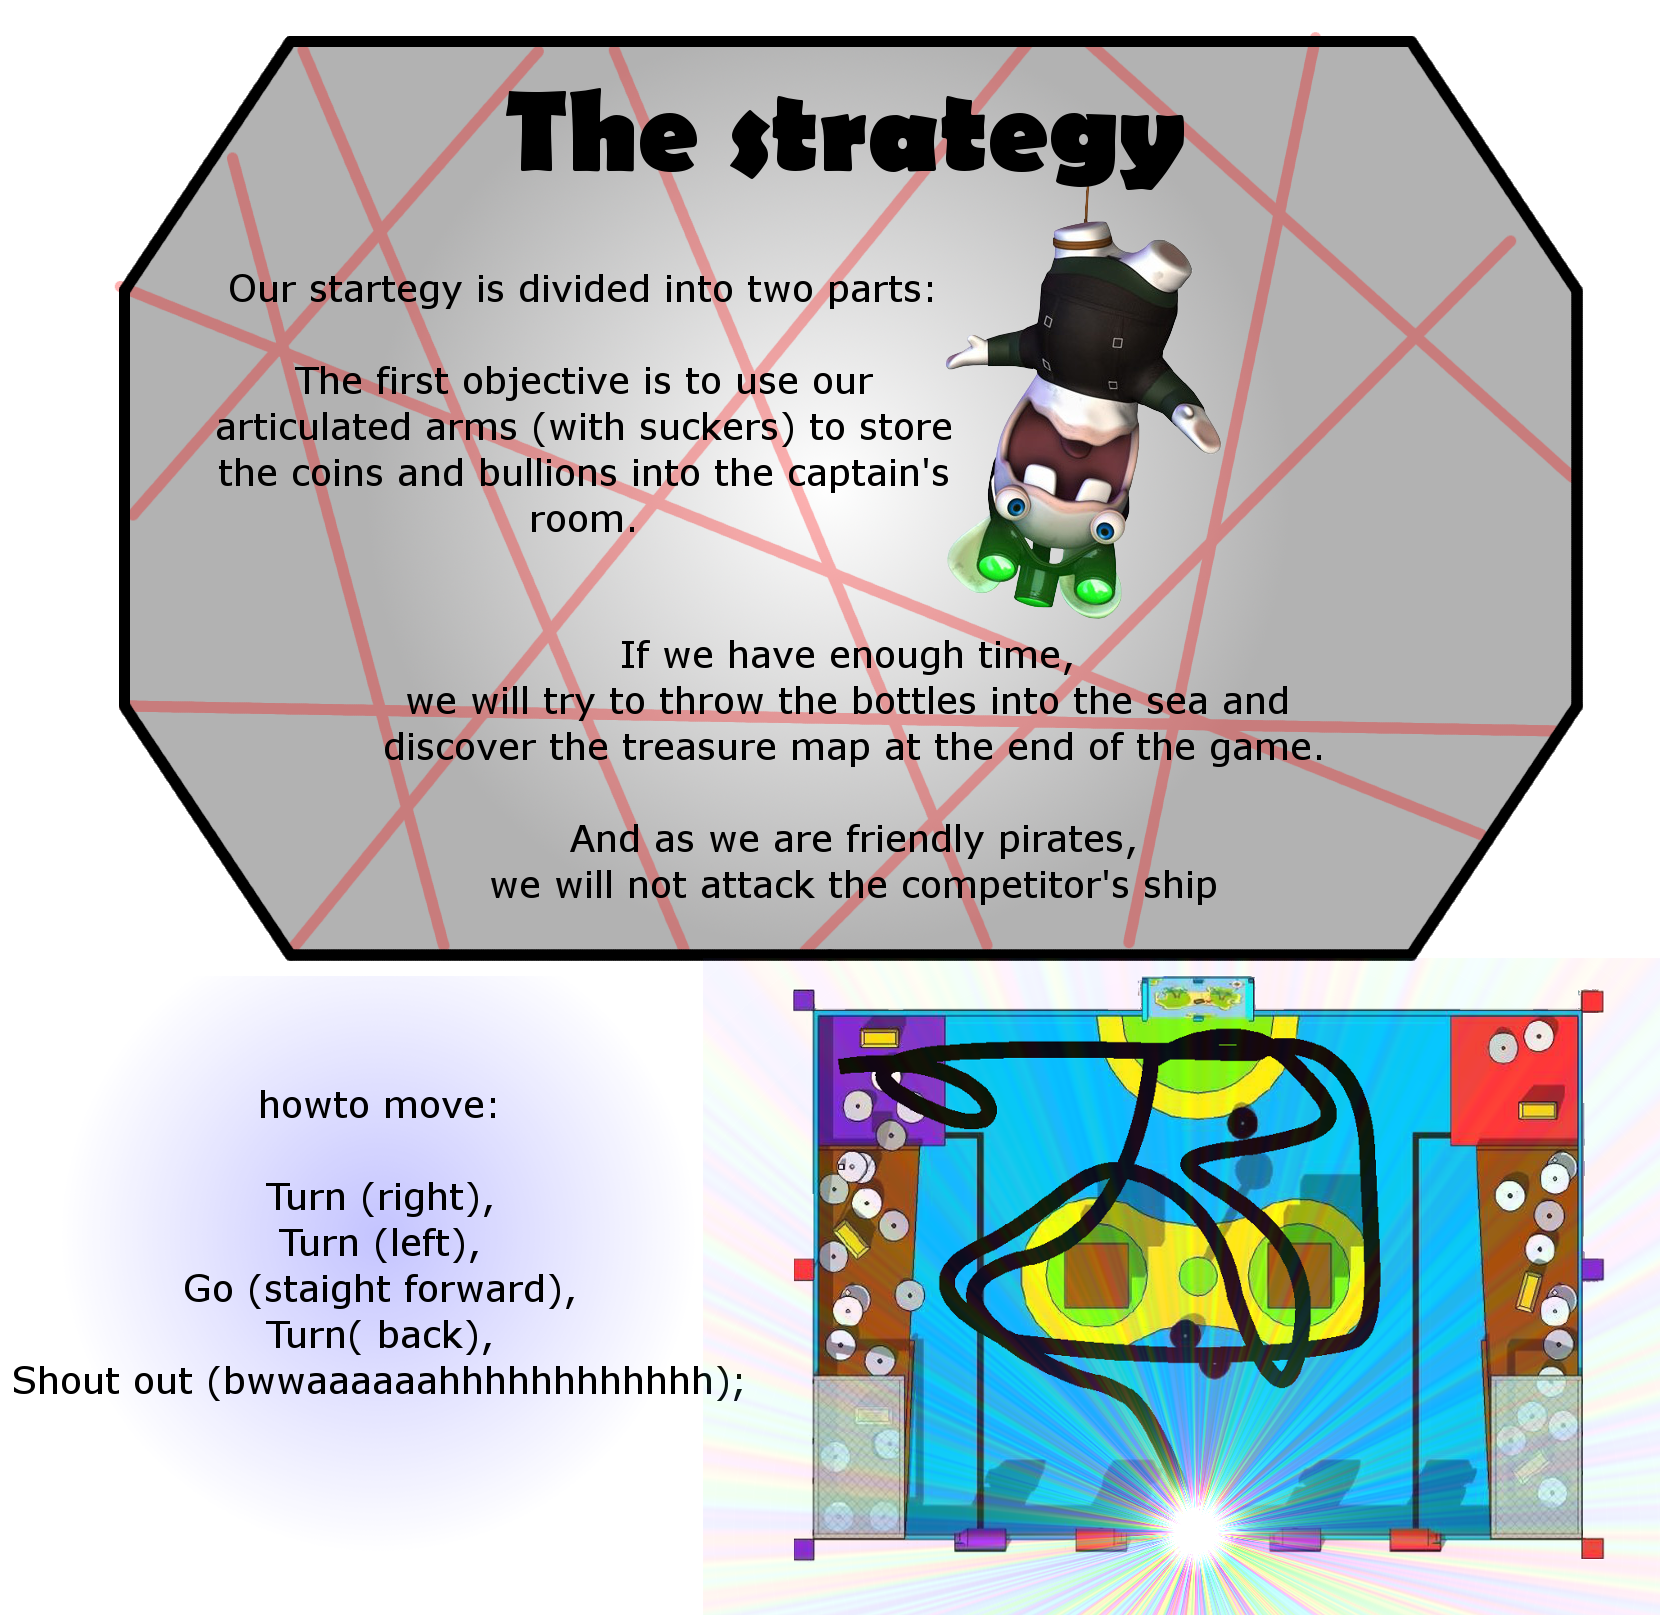 The strategy
Our startegy is divided into two parts:
The first objective is to use our
articulated arms (with suckers) to store
the coins and bullions into the captain's
room.
If we have enough time,
we will try to throw the bottles into the sea and
discover the treasure map at the end of the game.
And as we are friendly pirates,
we will not attack the competitor's ship
howto move:
Turn (right),
Turn (left),
Go (staight forward),
Turn( back),
Shout out (bwwaaaaaahhhhhhhhhhhh);